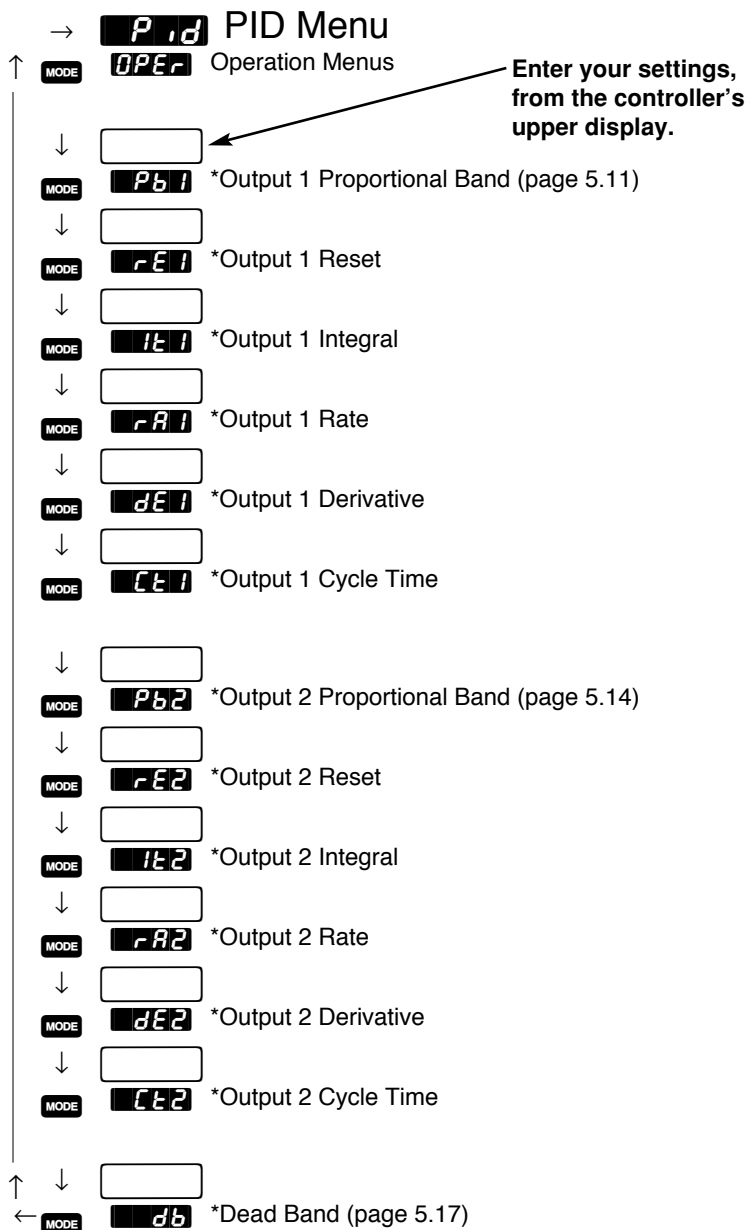 → Pid PID Menu
↑ MODE OPEr Operation Menus
Enter your settings,
from the controller's
upper display.
↓
MODE Pb1 *Output 1 Proportional Band (page 5.11)
↓
MODE rE1 *Output 1 Reset
↓
MODE It1 *Output 1 Integral
↓
MODE rA1 *Output 1 Rate
↓
MODE dE1 *Output 1 Derivative
↓
MODE Ct1 *Output 1 Cycle Time
↓
MODE Pb2 *Output 2 Proportional Band (page 5.14)
↓
MODE rE2 *Output 2 Reset
↓
MODE It2 *Output 2 Integral
↓
MODE rA2 *Output 2 Rate
↓
MODE dE2 *Output 2 Derivative
↓
MODE Ct2 *Output 2 Cycle Time
↑ ↓
← MODE db *Dead Band (page 5.17)